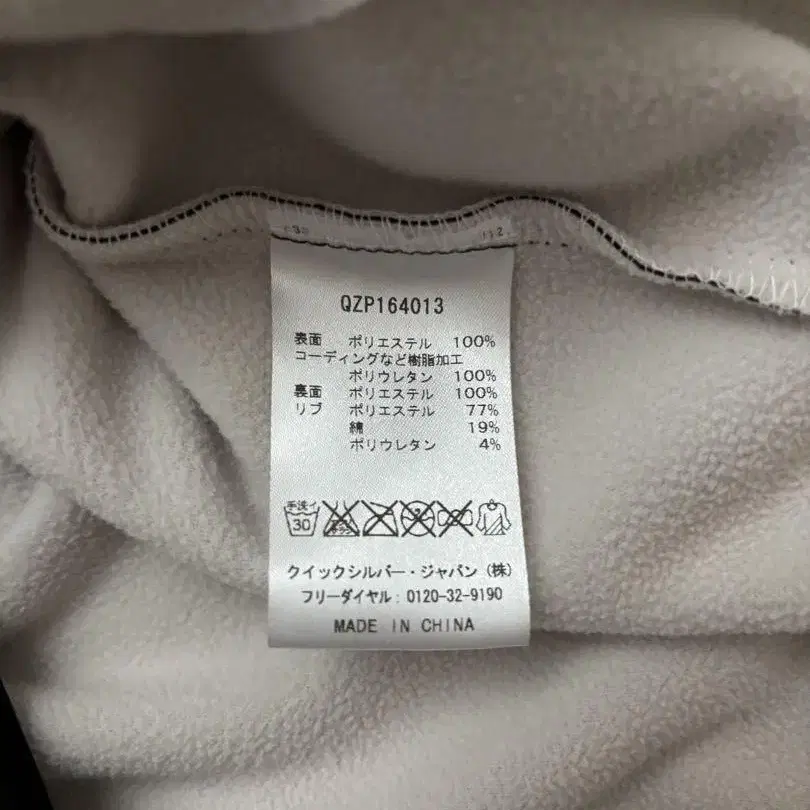 QZP164013
表面 ポリエステル 100%
コーディングなど樹脂加工
ポリウレタン 100%
裏面 ポリエステル 100%
リブ ポリエステル 77%
綿 19%
ポリウレタン 4%
手洗イ
30
クイックシルバー・ジャパン (株)
フリーダイヤル : 0120-32-9190
MADE IN CHINA